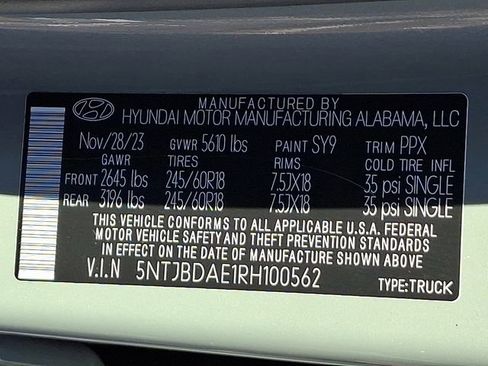 MANUFACTURED BY
HYUNDAI MOTOR MANUFACTURING ALABAMA, LLC
Nov/28/23 GVWR 5610 lbs PAINT SY9 TRIM PPX
GAWR TIRES RIMS COLD TIRE INFL
FRONT 2645 lbs 245/60R18 7.5JX18 35 psi SINGLE
REAR 3196 lbs 245/60R18 7.5JX18 35 psi SINGLE
THIS VEHICLE CONFORMS TO ALL APPLICABLE U.S.A. FEDERAL
MOTOR VEHICLE SAFETY AND THEFT PREVENTION STANDARDS
IN EFFECT ON THE DATE OF MANUFACTURE SHOWN ABOVE.
V.I.N 5NTJBDAE1RH100562
TYPE:TRUCK